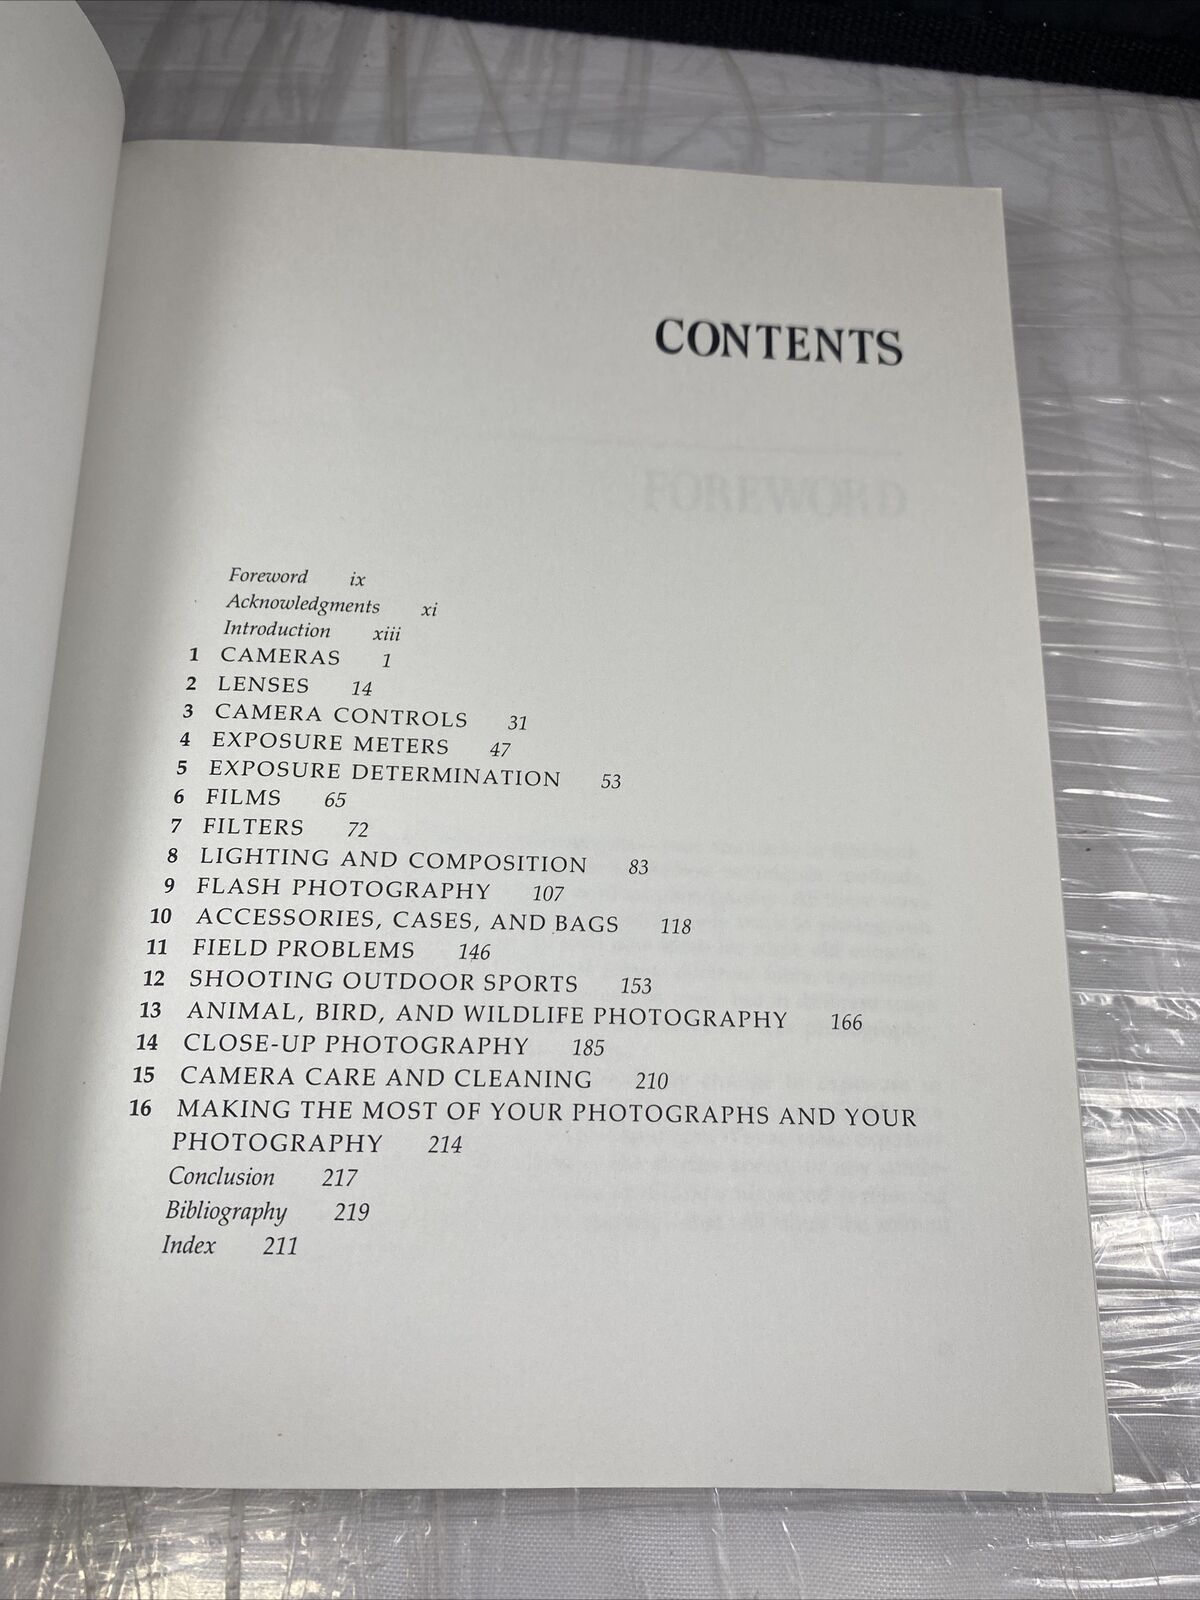 CONTENTS
FOREWORD
Foreword ix
Acknowledgments xi
Introduction xiii
1 CAMERAS 1
2 LENSES 14
3 CAMERA CONTROLS 31
4 EXPOSURE METERS 47
5 EXPOSURE DETERMINATION 53
6 FILMS 65
7 FILTERS 72
8 LIGHTING AND COMPOSITION 83
9 FLASH PHOTOGRAPHY 107
10 ACCESSORIES, CASES, AND BAGS 118
11 FIELD PROBLEMS 146
12 SHOOTING OUTDOOR SPORTS 153
13 ANIMAL, BIRD, AND WILDLIFE PHOTOGRAPHY 166
14 CLOSE-UP PHOTOGRAPHY 185
15 CAMERA CARE AND CLEANING 210
16 MAKING THE MOST OF YOUR PHOTOGRAPHS AND YOUR
PHOTOGRAPHY 214
Conclusion 217
Bibliography 219
Index 211